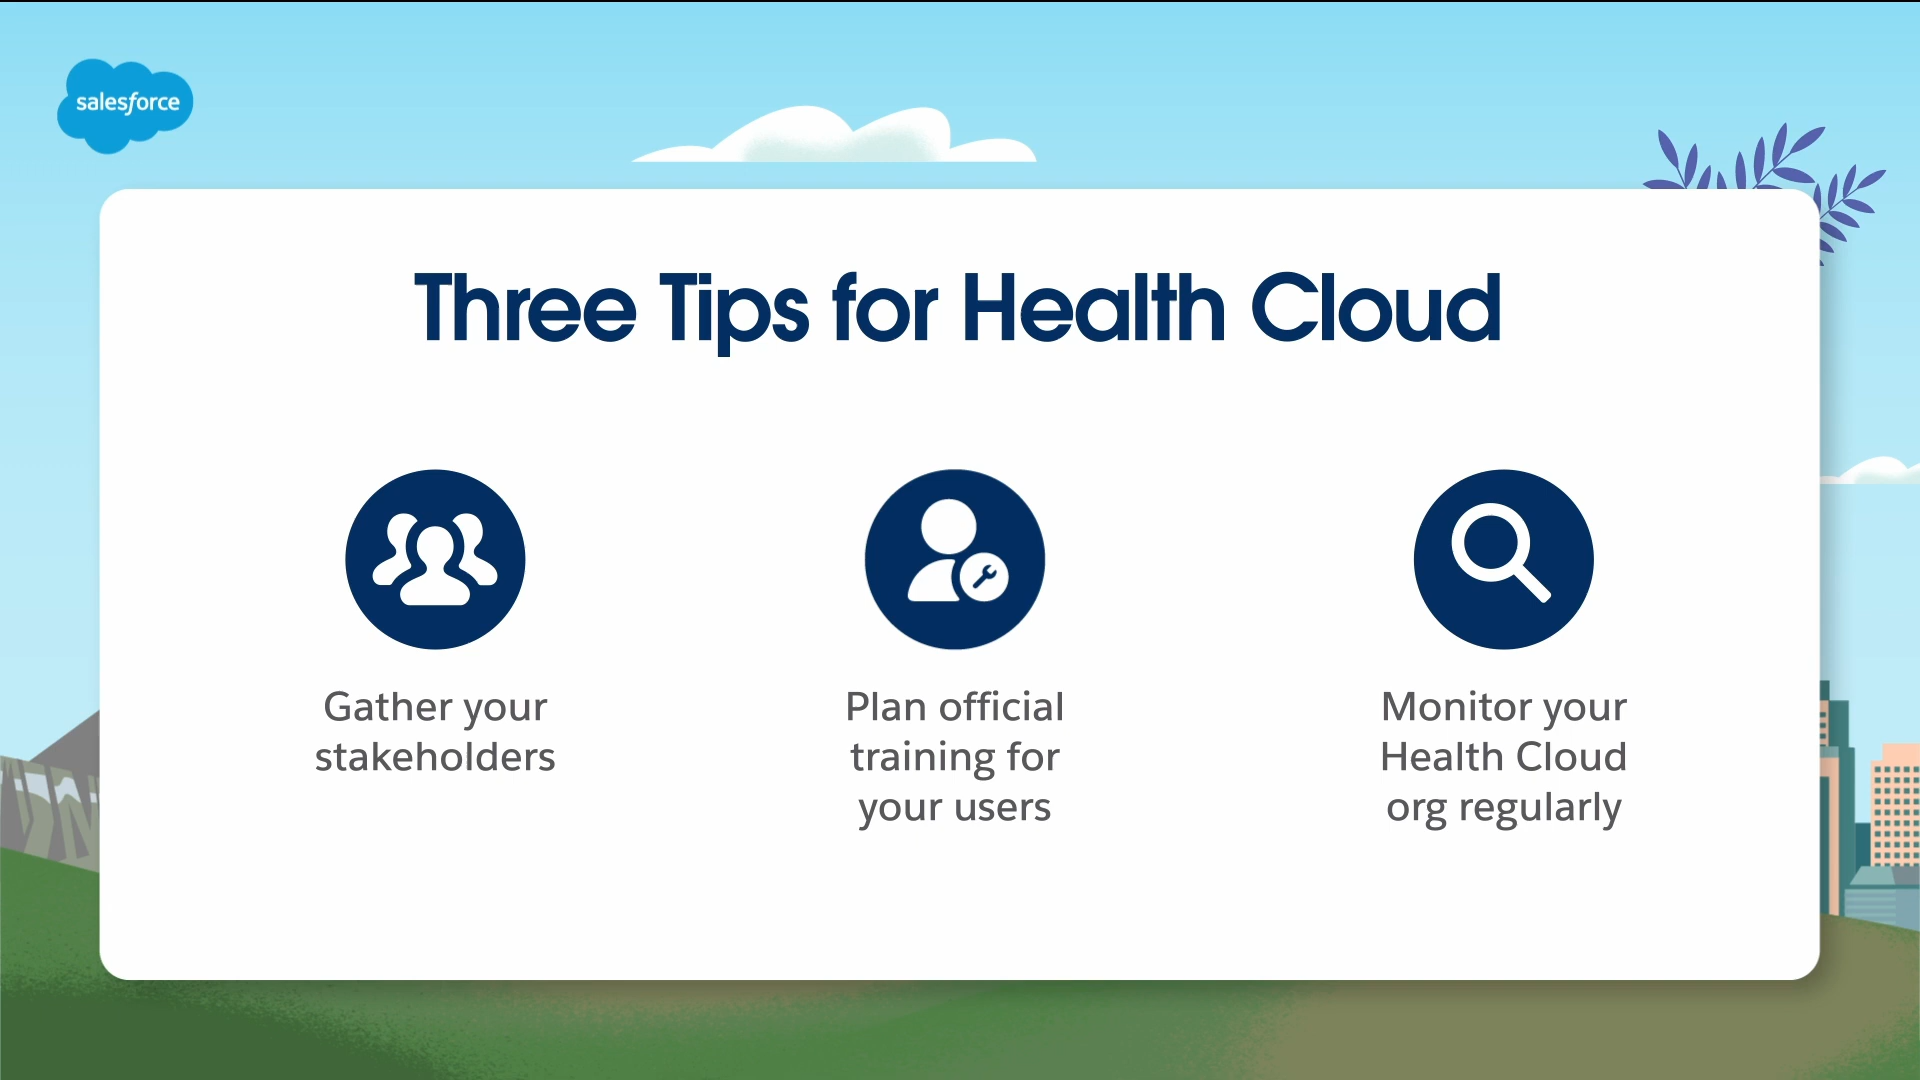 salesforce
Three Tips for Health Cloud
Gather your
stakeholders
Plan official
training for
your users
Monitor your
Health Cloud
org regularly